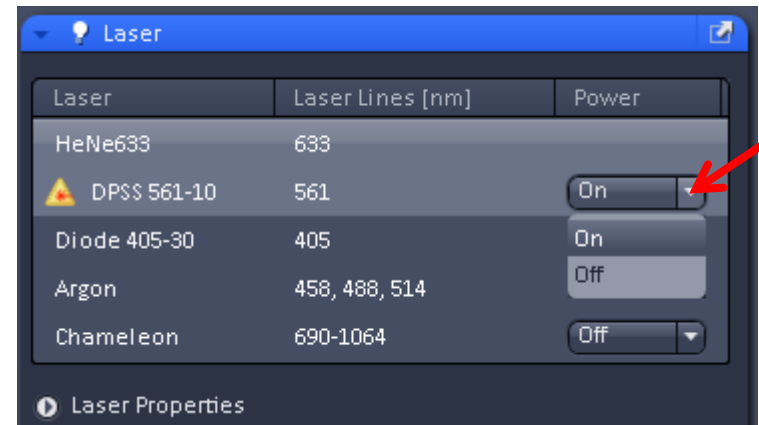 Laser
Laser Laser Lines [nm] Power
HeNe633 633
DPSS 561-10 561 On
Diode 405-30 405 On
Off
Argon 458, 488, 514
Chameleon 690-1064 Off
Laser Properties